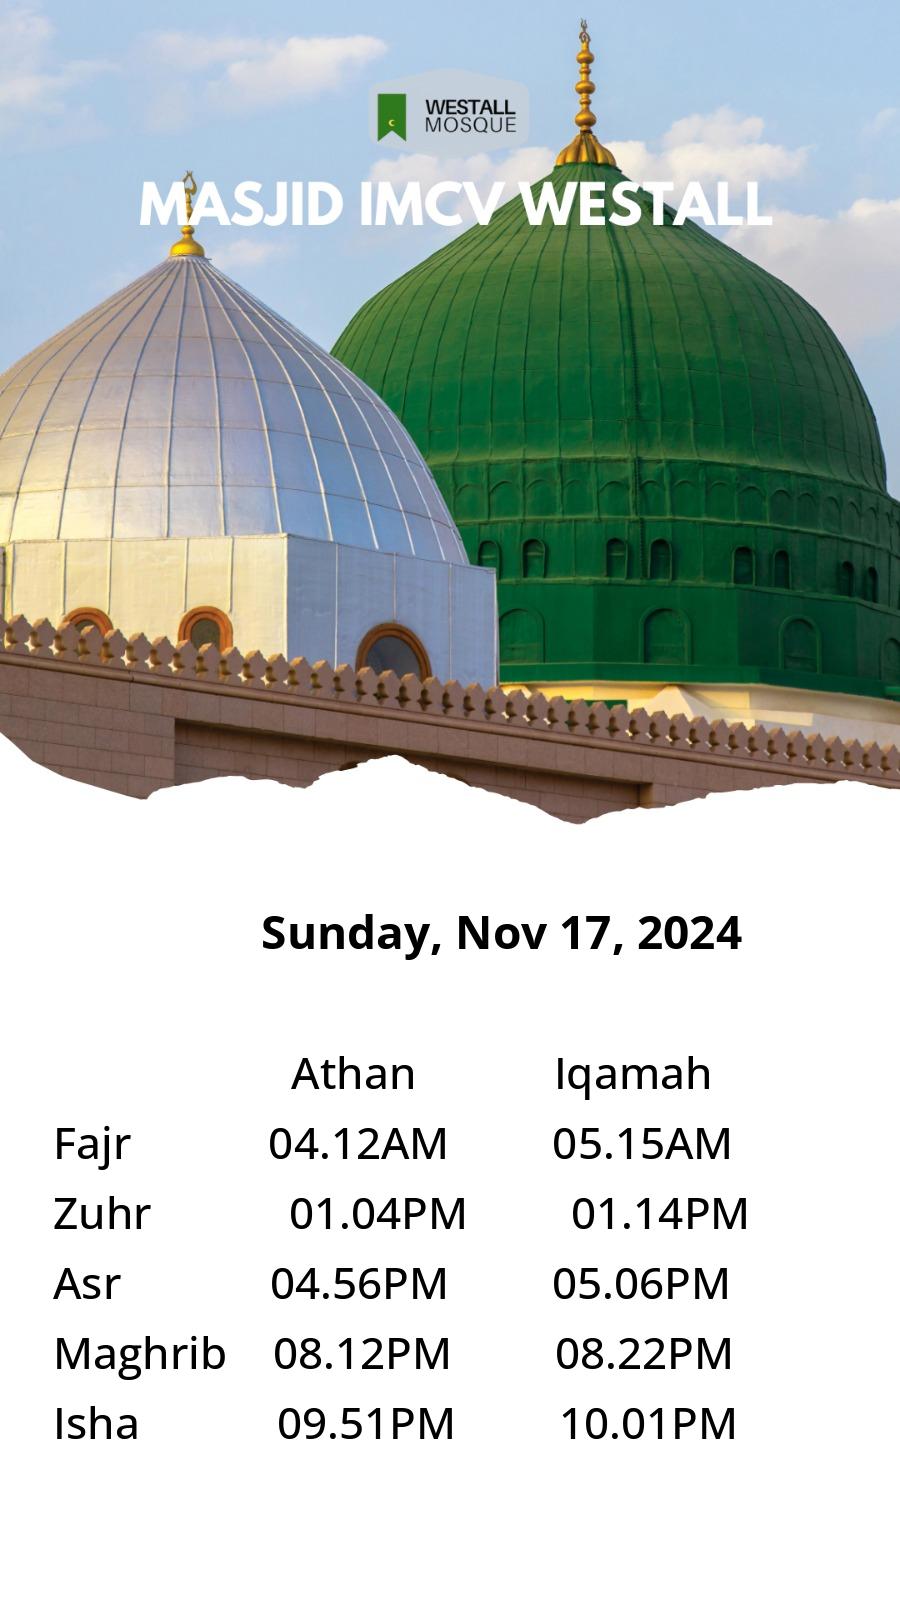 WESTALL
MOSQUE
MASJID IMCV WESTALL
Sunday, Nov 17, 2024
Athan Iqamah
Fajr 04.12AM 05.15AM
Zuhr 01.04PM 01.14PM
Asr 04.56PM 05.06PM
Maghrib 08.12PM 08.22PM
Isha 09.51PM 10.01PM